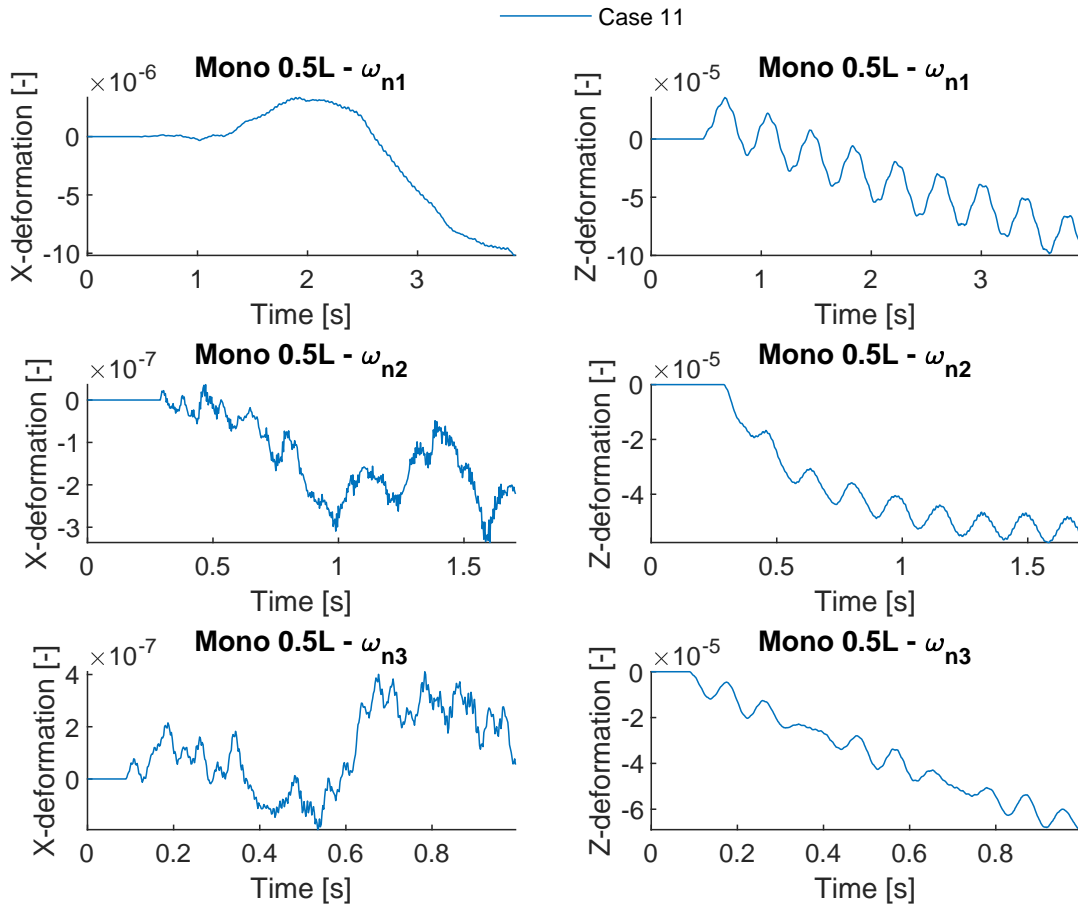 Case 11
Mono 0.5L - ωn1
×10-6
X-deformation [-]
0
-5
-10
0 1 2 3
Time [s]
Mono 0.5L - ωn1
×10-5
Z-deformation [-]
0
-5
-10
0 1 2 3
Time [s]
Mono 0.5L - ωn2
×10-7
X-deformation [-]
0
-1
-2
-3
0 0.5 1 1.5
Time [s]
Mono 0.5L - ωn2
×10-5
Z-deformation [-]
0
-2
-4
0 0.5 1 1.5
Time [s]
Mono 0.5L - ωn3
×10-7
X-deformation [-]
4
2
0
0 0.2 0.4 0.6 0.8
Time [s]
Mono 0.5L - ωn3
×10-5
Z-deformation [-]
0
-2
-4
-6
0 0.2 0.4 0.6 0.8
Time [s]